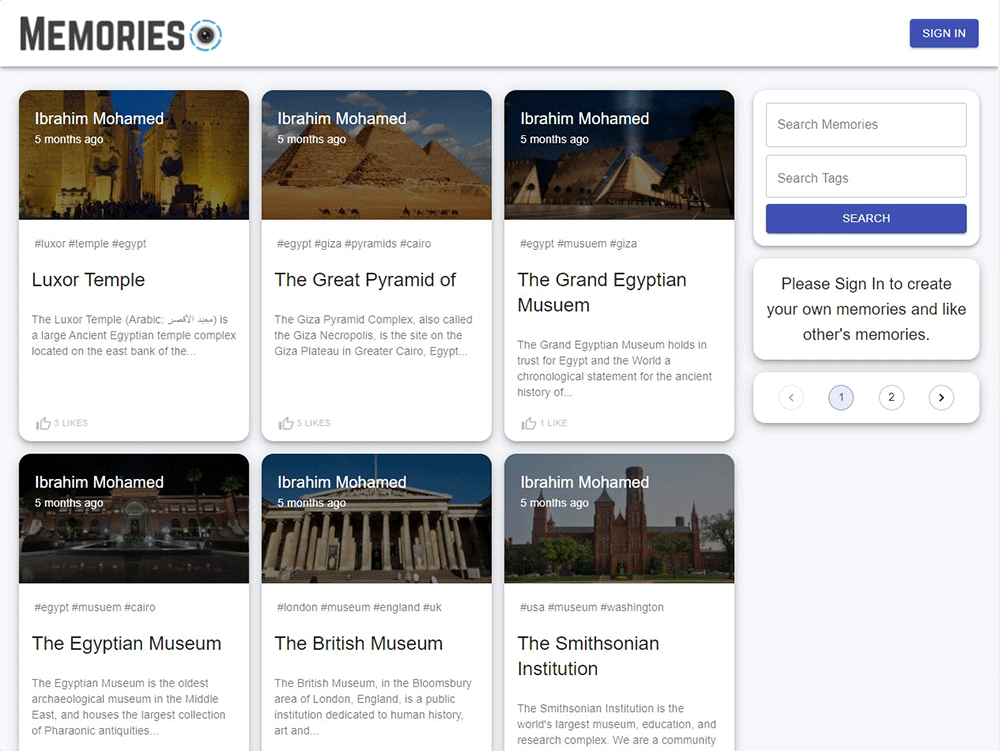 MEMORIES
SIGN IN
Ibrahim Mohamed
5 months ago
#luxor #temple #egypt
Luxor Temple
The Luxor Temple (Arabic: معبد الأقصر) is
a large Ancient Egyptian temple complex
located on the east bank of the...
3 LIKES
Ibrahim Mohamed
5 months ago
#egypt #giza #pyramids #cairo
The Great Pyramid of
The Giza Pyramid Complex, also called
the Giza Necropolis, is the site on the
Giza Plateau in Greater Cairo, Egypt...
5 LIKES
Ibrahim Mohamed
5 months ago
#egypt #musuem #giza
The Grand Egyptian
Musuem
The Grand Egyptian Museum holds in
trust for Egypt and the World a
chronological statement for the ancient
history of...
1 LIKE
Search Memories
Search Tags
SEARCH
Please Sign In to create
your own memories and like
other's memories.
1
2
Ibrahim Mohamed
5 months ago
#egypt #musuem #cairo
The Egyptian Museum
The Egyptian Museum is the oldest
archaeological museum in the Middle
East, and houses the largest collection
of Pharaonic antiquities...
Ibrahim Mohamed
5 months ago
#london #museum #england #uk
The British Museum
The British Museum, in the Bloomsbury
area of London, England, is a public
institution dedicated to human history,
art and...
Ibrahim Mohamed
5 months ago
#usa #museum #washington
The Smithsonian
Institution
The Smithsonian Institution is the
world's largest museum, education, and
research complex. We are a community